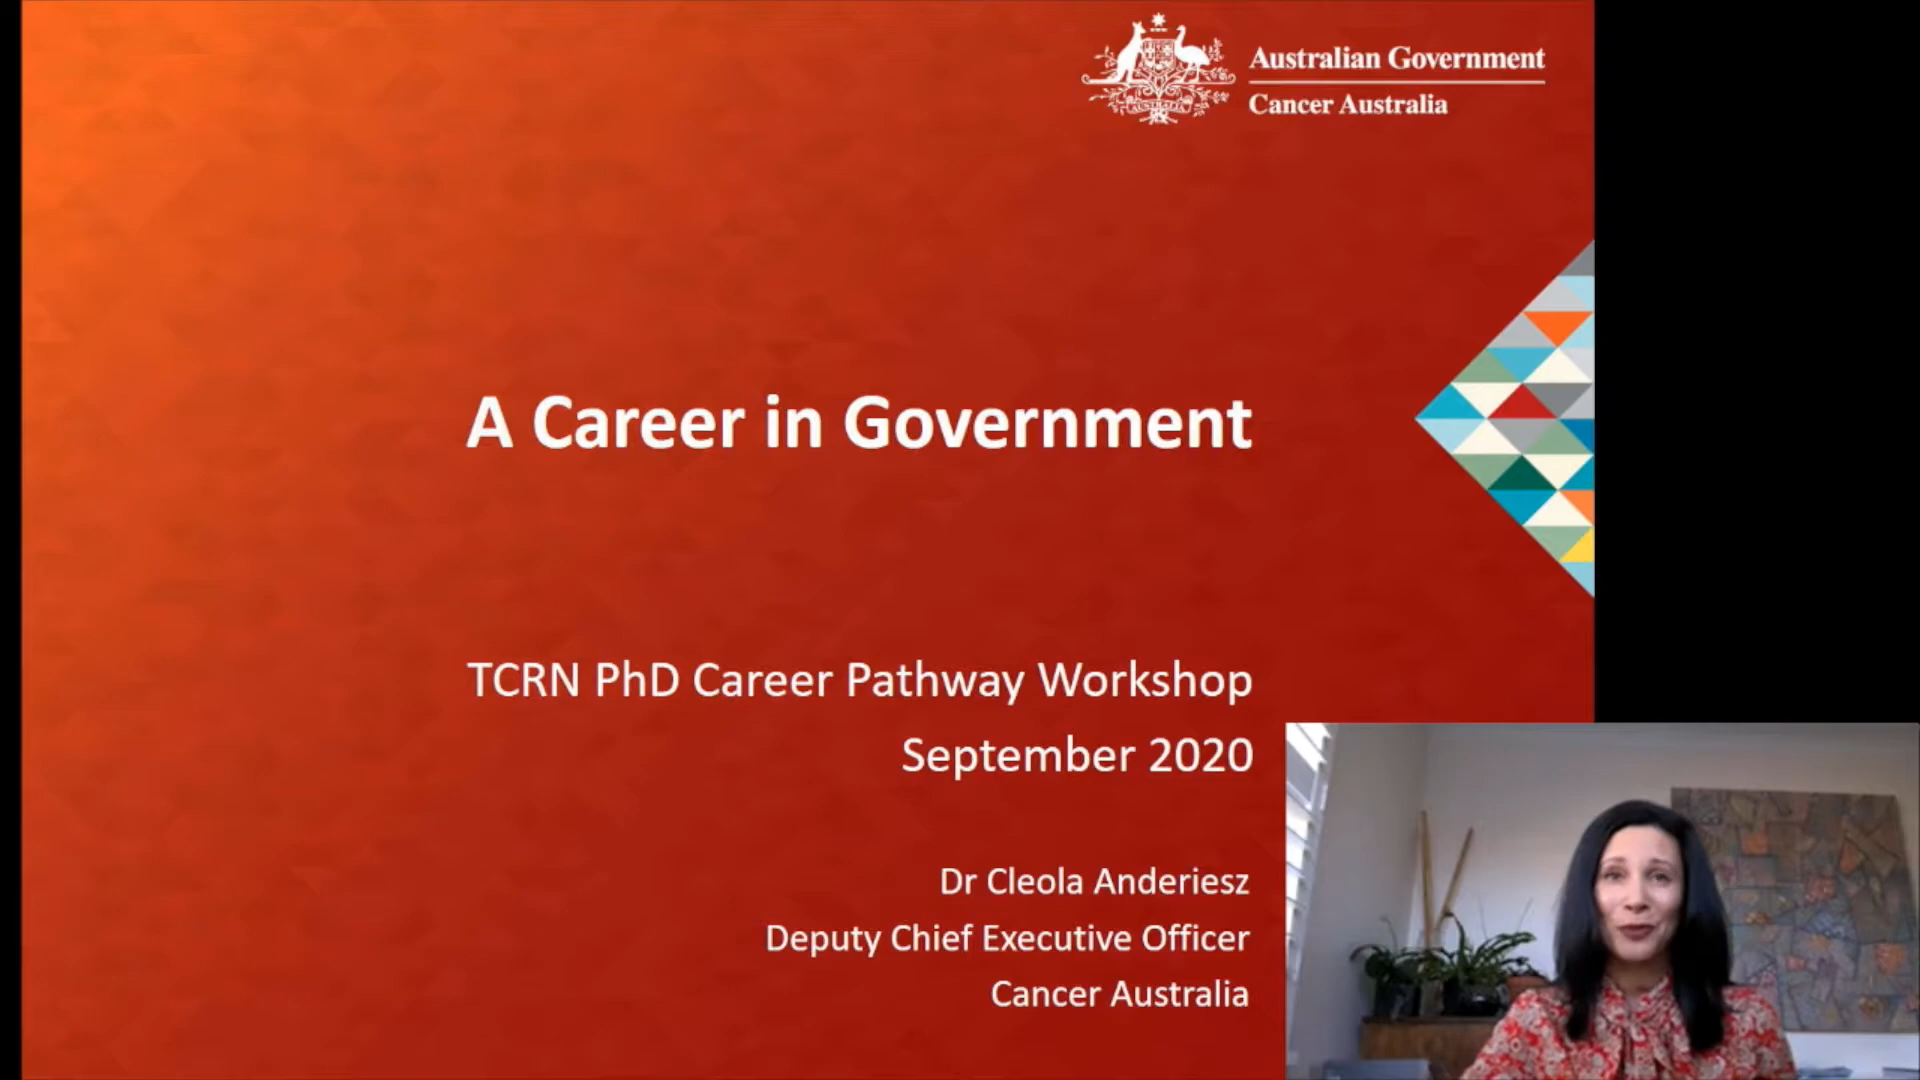 AUSTRALIA
Australian Government
Cancer Australia
A Career in Government
TCRN PhD Career Pathway Workshop
September 2020
Dr Cleola Anderiesz
Deputy Chief Executive Officer
Cancer Australia